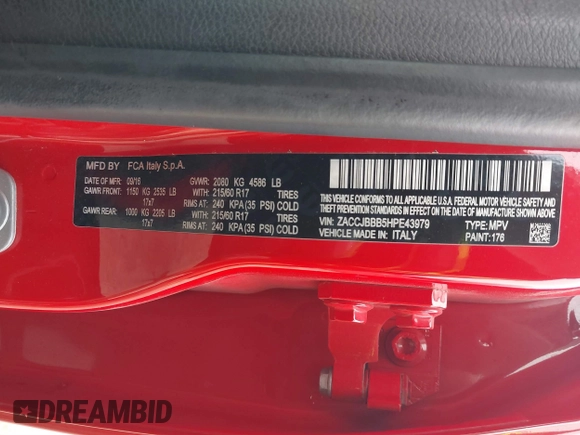 MFD BY FCA Italy S.p.A.
DATE OF MFR 09/16 GVWR: 2080 KG 4586 LB
GAWR FRONT: 1150 KG 2535 LB WITH: 215/60 R17 TIRES
17x7 RIMS AT: 240 KPA (35 PSI) COLD
GAWR REAR: 1000 KG 2205 LB WITH: 215/60 R17 TIRES
17x7 RIMS AT: 240 KPA (35 PSI) COLD
THIS VEHICLE CONFORMS TO ALL APPLICABLE U.S.A. FEDERAL MOTOR VEHICLE
SAFETY, BUMPER, AND THEFT PREVENTION STANDARDS IN EFFECT
ON THE DATE OF MANUFACTURE SHOWN ABOVE.
VIN: ZACCJBBB5HPE43979 TYPE: MPV
VEHICLE MADE IN: ITALY PAINT: 176
DREAMBID